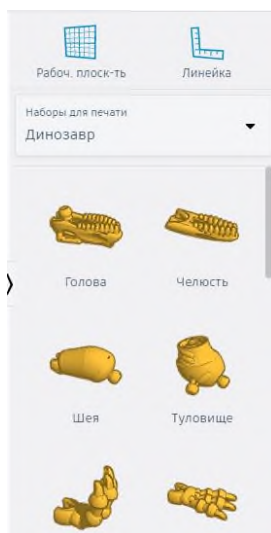 Рабоч. плоск-ть
Линейка
Наборы для печати
Динозавр
Голова
Челюсть
Шея
Туловище